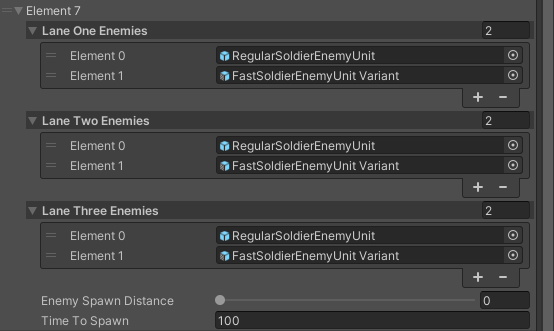 Element 7
Lane One Enemies 2
Element 0 RegularSoldierEnemyUnit
Element 1 FastSoldierEnemyUnit Variant
+ −
Lane Two Enemies 2
Element 0 RegularSoldierEnemyUnit
Element 1 FastSoldierEnemyUnit Variant
+ −
Lane Three Enemies 2
Element 0 RegularSoldierEnemyUnit
Element 1 FastSoldierEnemyUnit Variant
+ −
Enemy Spawn Distance 0
Time To Spawn 100